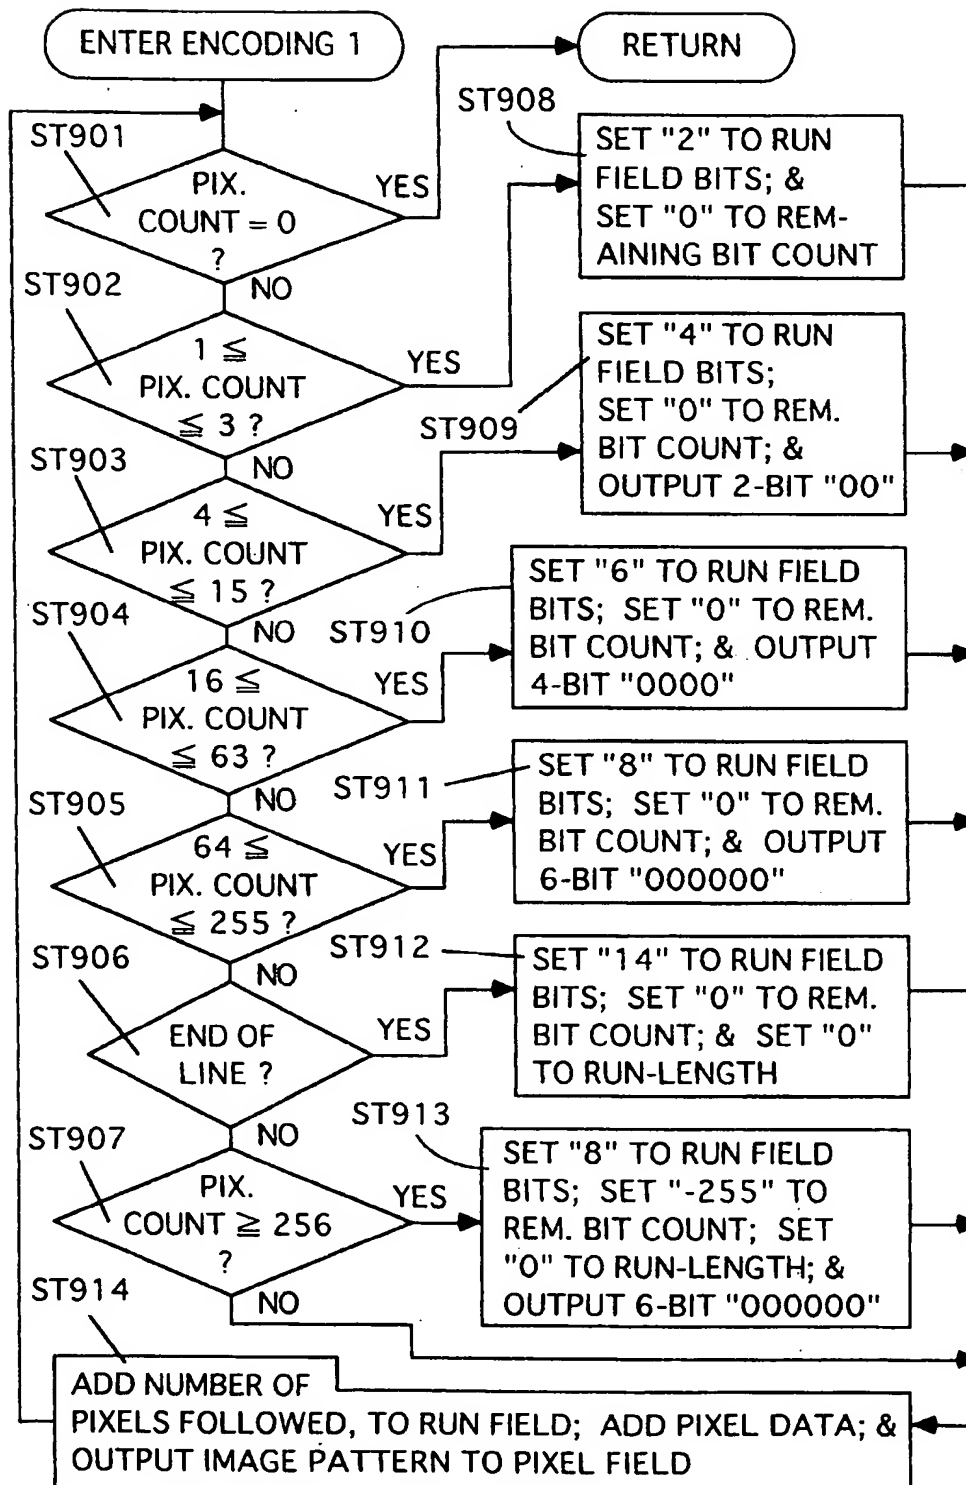 ENTER ENCODING 1
RETURN
ST908
SET "2" TO RUN
FIELD BITS; &
SET "0" TO REM-
AINING BIT COUNT
ST901
PIX.
COUNT = 0
?
YES
NO
ST902
1 ≦
PIX. COUNT
≦ 3 ?
YES
NO
ST909
SET "4" TO RUN
FIELD BITS;
SET "0" TO REM.
BIT COUNT; &
OUTPUT 2-BIT "00"
ST903
4 ≦
PIX. COUNT
≦ 15 ?
YES
NO
ST910
SET "6" TO RUN FIELD
BITS; SET "0" TO REM.
BIT COUNT; & OUTPUT
4-BIT "0000"
ST904
16 ≦
PIX. COUNT
≦ 63 ?
YES
NO
ST911
SET "8" TO RUN FIELD
BITS; SET "0" TO REM.
BIT COUNT; & OUTPUT
6-BIT "000000"
ST905
64 ≦
PIX. COUNT
≦ 255 ?
YES
NO
ST912
SET "14" TO RUN FIELD
BITS; SET "0" TO REM.
BIT COUNT; & SET "0"
TO RUN-LENGTH
ST906
END OF
LINE ?
YES
NO
ST913
SET "8" TO RUN FIELD
BITS; SET "-255" TO
REM. BIT COUNT; SET
"0" TO RUN-LENGTH; &
OUTPUT 6-BIT "000000"
ST907
PIX.
COUNT ≧ 256
?
YES
NO
ST914
ADD NUMBER OF
PIXELS FOLLOWED, TO RUN FIELD; ADD PIXEL DATA; &
OUTPUT IMAGE PATTERN TO PIXEL FIELD